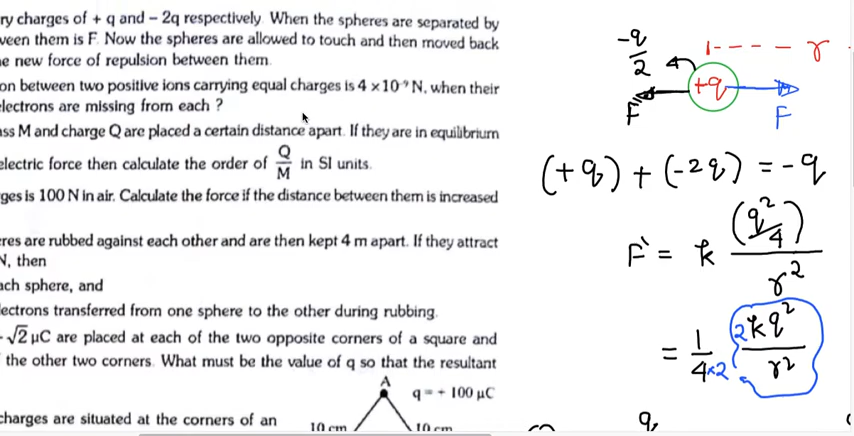 ry charges of + q and – 2q respectively. When the spheres are separated by
ween them is F. Now the spheres are allowed to touch and then moved back
e new force of repulsion between them.
on between two positive ions carrying equal charges is 4 × 10⁻⁹ N, when their
electrons are missing from each ?
ass M and charge Q are placed a certain distance apart. If they are in equilibrium
electric force then calculate the order of Q/M in SI units.
ges is 100 N in air. Calculate the force if the distance between them is increased
eres are rubbed against each other and are then kept 4 m apart. If they attract
N, then
ach sphere, and
lectrons transferred from one sphere to the other during rubbing.
√2 μC are placed at each of the two opposite corners of a square and
the other two corners. What must be the value of q so that the resultant
A
q = + 100 μC
charges are situated at the corners of an
10 cm
10 cm
-q/2
r
+q
F
F
(+q) + (-2q) = -q
F' = k (q²/4) / r²
= 1/4×2 2kq²/r²
q